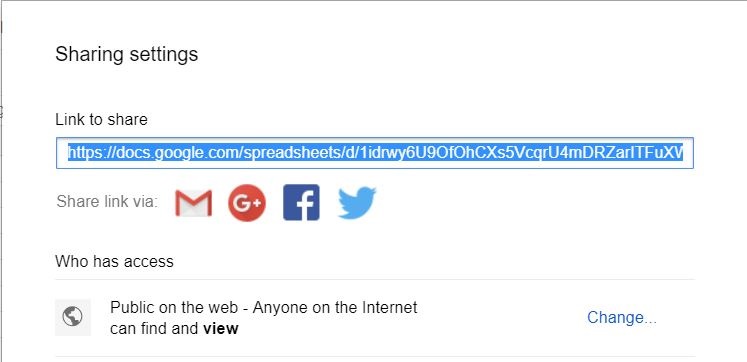 Sharing settings
Link to share
https://docs.google.com/spreadsheets/d/1idrwy6U9OfOhCXs5VcqrU4mDRZarITFuXW
Share link via:
Who has access
Public on the web - Anyone on the Internet Change...
can find and view